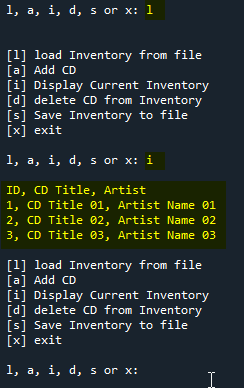 l, a, i, d, s or x: l
[l] load Inventory from file
[a] Add CD
[i] Display Current Inventory
[d] delete CD from Inventory
[s] Save Inventory to file
[x] exit
l, a, i, d, s or x: i
ID, CD Title, Artist
1, CD Title 01, Artist Name 01
2, CD Title 02, Artist Name 02
3, CD Title 03, Artist Name 03
[l] load Inventory from file
[a] Add CD
[i] Display Current Inventory
[d] delete CD from Inventory
[s] Save Inventory to file
[x] exit
l, a, i, d, s or x: